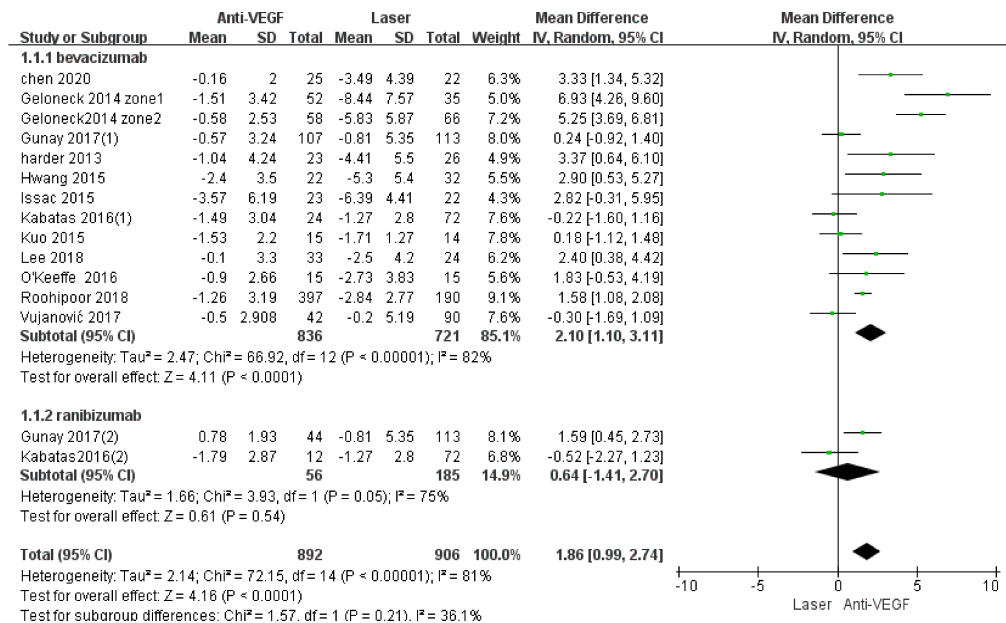 Anti-VEGF Laser Mean Difference Mean Difference
Study or Subgroup Mean SD Total Mean SD Total Weight IV, Random, 95% CI IV, Random, 95% CI
1.1.1 bevacizumab
chen 2020 -0.16 2 25 -3.49 4.39 22 6.3% 3.33 [1.34, 5.32]
Geloneck 2014 zone1 -1.51 3.42 52 -8.44 7.57 35 5.0% 6.93 [4.26, 9.60]
Geloneck2014 zone2 -0.58 2.53 58 -5.83 5.87 66 7.2% 5.25 [3.69, 6.81]
Gunay 2017(1) -0.57 3.24 107 -0.81 5.35 113 8.0% 0.24 [-0.92, 1.40]
harder 2013 -1.04 4.24 23 -4.41 5.5 26 4.9% 3.37 [0.64, 6.10]
Hwang 2015 -2.4 3.5 22 -5.3 5.4 32 5.5% 2.90 [0.53, 5.27]
Issac 2015 -3.57 6.19 23 -6.39 4.41 22 4.2% 2.82 [-0.31, 5.95]
Kabatas 2016(1) -1.49 3.04 24 -1.27 2.8 72 7.6% -0.22 [-1.60, 1.16]
Kuo 2015 -1.53 2.2 15 -1.71 1.27 14 7.8% 0.18 [-1.12, 1.48]
Lee 2018 -0.1 3.3 33 -2.5 4.2 24 6.3% 2.40 [0.38, 4.42]
O'Keeffe 2016 -0.9 2.66 15 -2.73 3.83 15 5.5% 1.83 [-0.53, 4.19]
Roohipoor 2018 -1.26 3.19 397 -2.84 2.77 190 9.1% 1.58 [1.08, 2.08]
Vujanović 2017 -0.5 2.908 42 -0.2 5.19 90 7.6% -0.30 [-1.69, 1.09]
Subtotal (95% CI) 836 721 85.1% 2.10 [1.10, 3.11]
Heterogeneity: Tau² = 2.47; Chi² = 66.92, df = 12 (P < 0.00001); I² = 82%
Test for overall effect: Z = 4.11 (P < 0.0001)
1.1.2 ranibizumab
Gunay 2017(2) 0.78 1.93 44 -0.81 5.35 113 8.1% 1.59 [0.45, 2.73]
Kabatas2016(2) -1.79 2.87 12 -1.27 2.8 72 6.8% -0.52 [-2.27, 1.23]
Subtotal (95% CI) 56 185 14.9% 0.64 [-1.41, 2.70]
Heterogeneity: Tau² = 1.66; Chi² = 3.93, df = 1 (P = 0.05); I² = 75%
Test for overall effect: Z = 0.61 (P = 0.54)
Total (95% CI) 892 906 100.0% 1.86 [0.99, 2.74]
Heterogeneity: Tau² = 2.14; Chi² = 72.15, df = 14 (P < 0.00001); I² = 81%
Test for overall effect: Z = 4.16 (P < 0.0001)
Test for subgroup differences: Chi² = 1.57, df = 1 (P = 0.21), I² = 36.1%
-10 -5 0 5 10
Laser Anti-VEGF